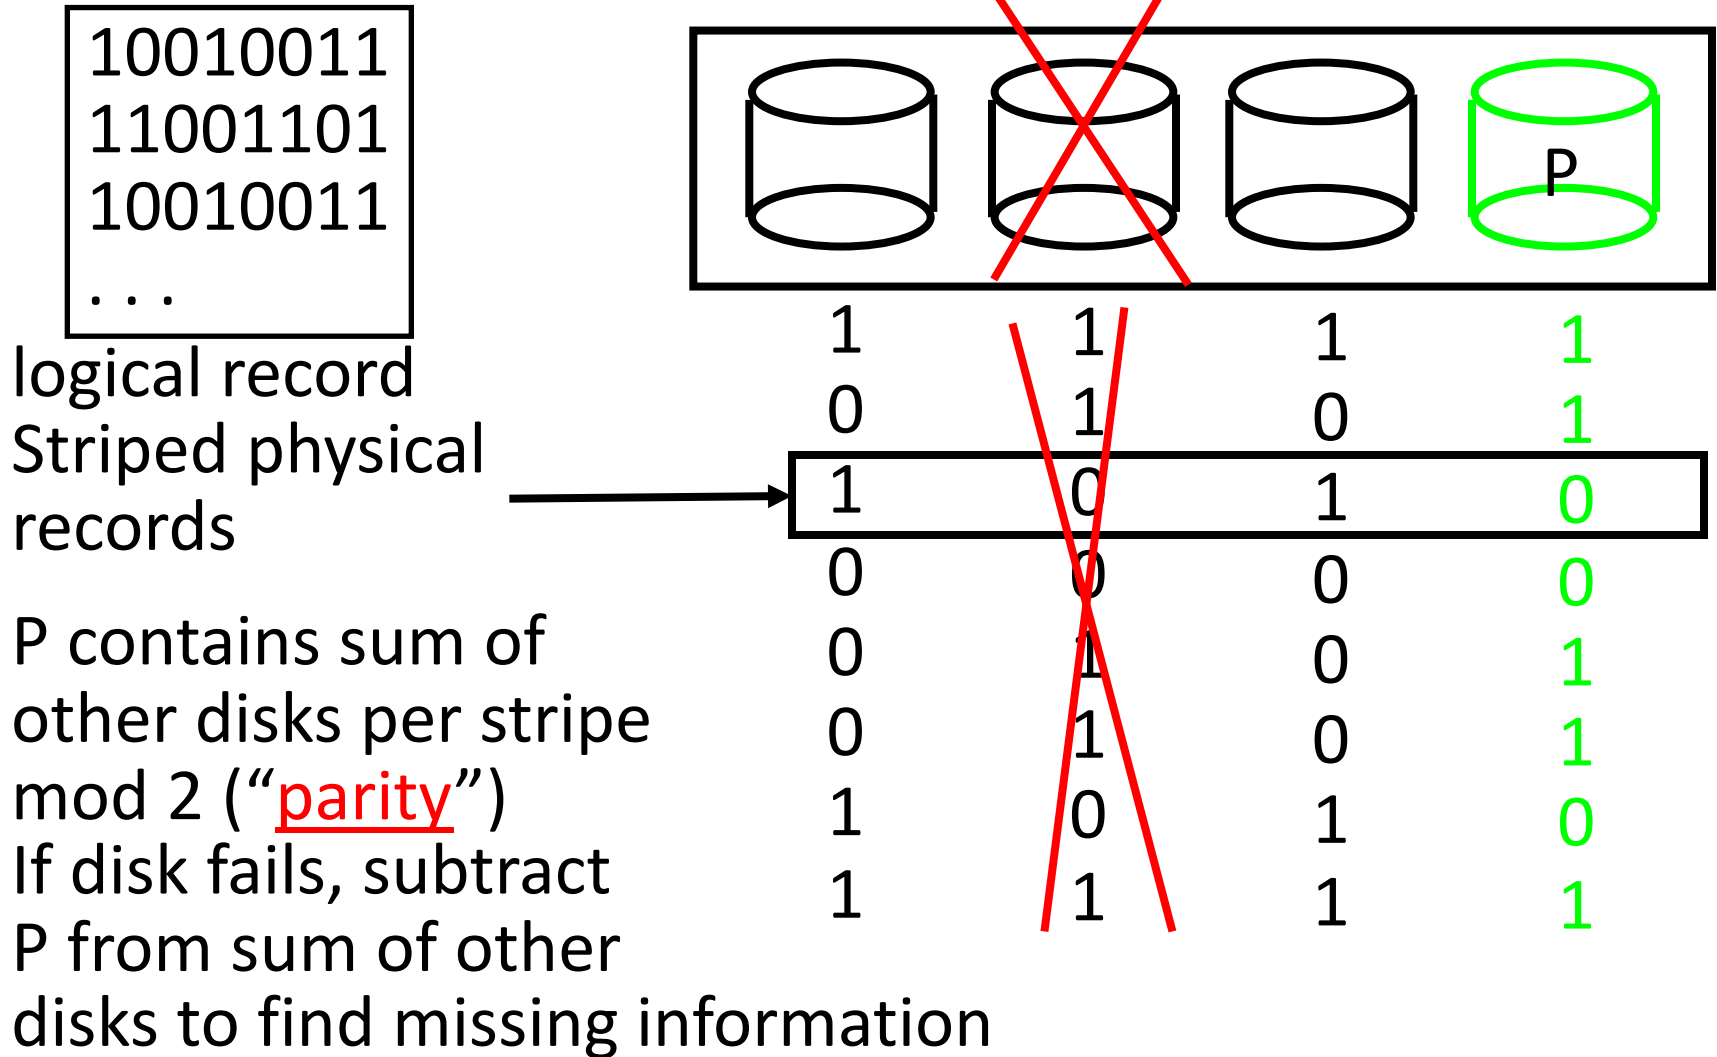 10010011
11001101
10010011
. . .
logical record
Striped physical
records
P contains sum of
other disks per stripe
mod 2 (“parity”)
If disk fails, subtract
P from sum of other
disks to find missing information
P
1 1 1 1
0 1 0 1
1 0 1 0
0 0 0 0
0 1 0 1
0 1 0 1
1 0 1 0
1 1 1 1